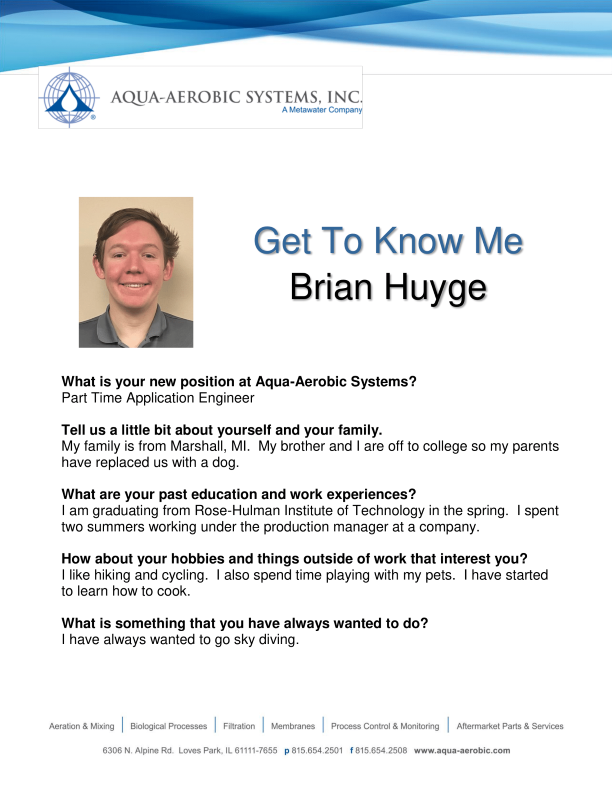 AQUA-AEROBIC SYSTEMS, INC.
A Metawater Company
®
Get To Know Me
Brian Huyge
What is your new position at Aqua-Aerobic Systems?
Part Time Application Engineer
Tell us a little bit about yourself and your family.
My family is from Marshall, MI.  My brother and I are off to college so my parents
have replaced us with a dog.
What are your past education and work experiences?
I am graduating from Rose-Hulman Institute of Technology in the spring.  I spent
two summers working under the production manager at a company.
How about your hobbies and things outside of work that interest you?
I like hiking and cycling.  I also spend time playing with my pets.  I have started
to learn how to cook.
What is something that you have always wanted to do?
I have always wanted to go sky diving.
Aeration & Mixing | Biological Processes | Filtration | Membranes | Process Control & Monitoring | Aftermarket Parts & Services
6306 N. Alpine Rd.  Loves Park, IL 61111-7655  p 815.654.2501  f 815.654.2508  www.aqua-aerobic.com